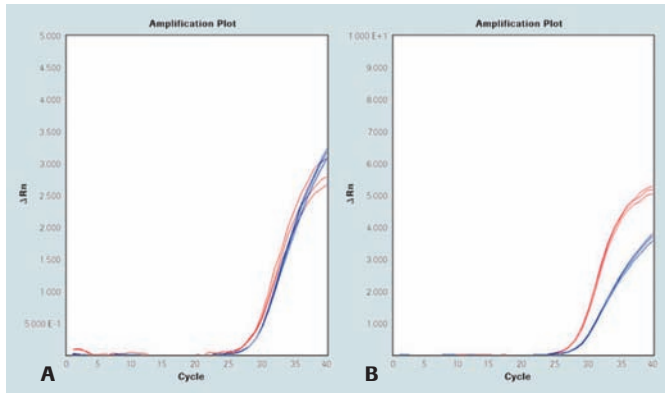 Amplification Plot
5 000
4 500
4 000
3 500
3 000
2 500
2 000
1 500
1 000
5 000 E-1
ΔRn
0 5 10 15 20 25 30 35 40
Cycle
A
Amplification Plot
1 000 E+1
9 000
8 000
7 000
6 000
5 000
4 000
3 000
2 000
1 000
ΔRn
0 5 10 15 20 25 30 35 40
Cycle
B